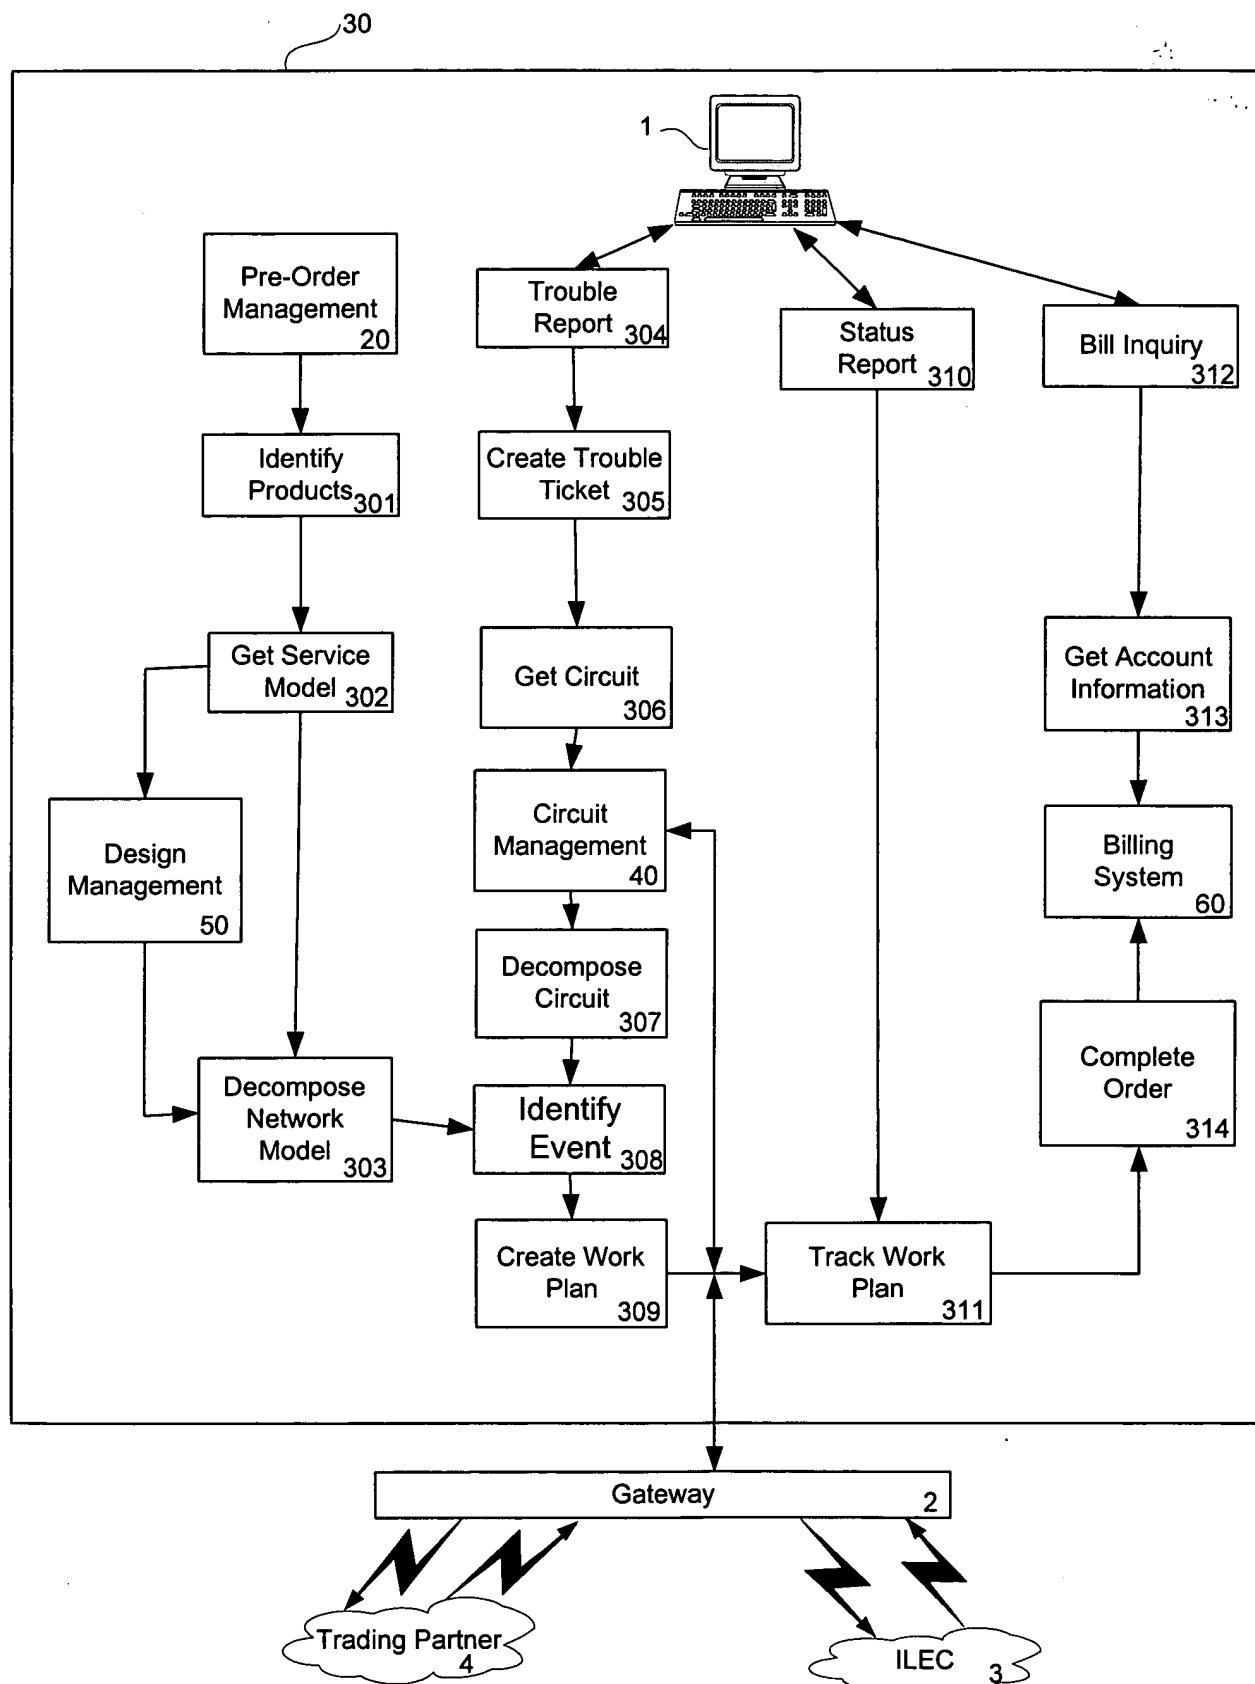 30
1
Pre-Order
Management
20
Trouble
Report
304
Status
Report
310
Bill Inquiry
312
Identify
Products
301
Create Trouble
Ticket
305
Get Service
Model
302
Get Circuit
306
Get Account
Information
313
Design
Management
50
Circuit
Management
40
Billing
System
60
Decompose
Circuit
307
Complete
Order
314
Decompose
Network
Model
303
Identify
Event
308
Create Work
Plan
309
Track Work
Plan
311
Gateway
2
Trading Partner
4
ILEC
3